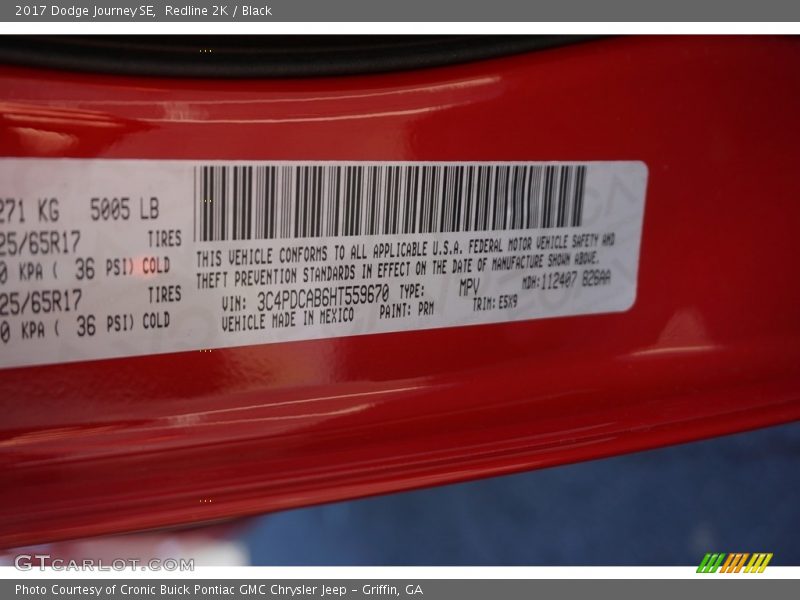 2017 Dodge Journey SE, Redline 2K / Black
271 KG 5005 LB
25/65R17 TIRES
0 KPA ( 36 PSI) COLD
25/65R17 TIRES
0 KPA ( 36 PSI) COLD
THIS VEHICLE CONFORMS TO ALL APPLICABLE U.S.A. FEDERAL MOTOR VEHICLE SAFETY AND
THEFT PREVENTION STANDARDS IN EFFECT ON THE DATE OF MANUFACTURE SHOWN ABOVE.
VIN: 3C4PDCAB6HT559670 TYPE: MPV MDH:112407 B26AA
VEHICLE MADE IN MEXICO PAINT: PRM TRIM:E5X9
GTCARLOT.COM
Photo Courtesy of Cronic Buick Pontiac GMC Chrysler Jeep - Griffin, GA